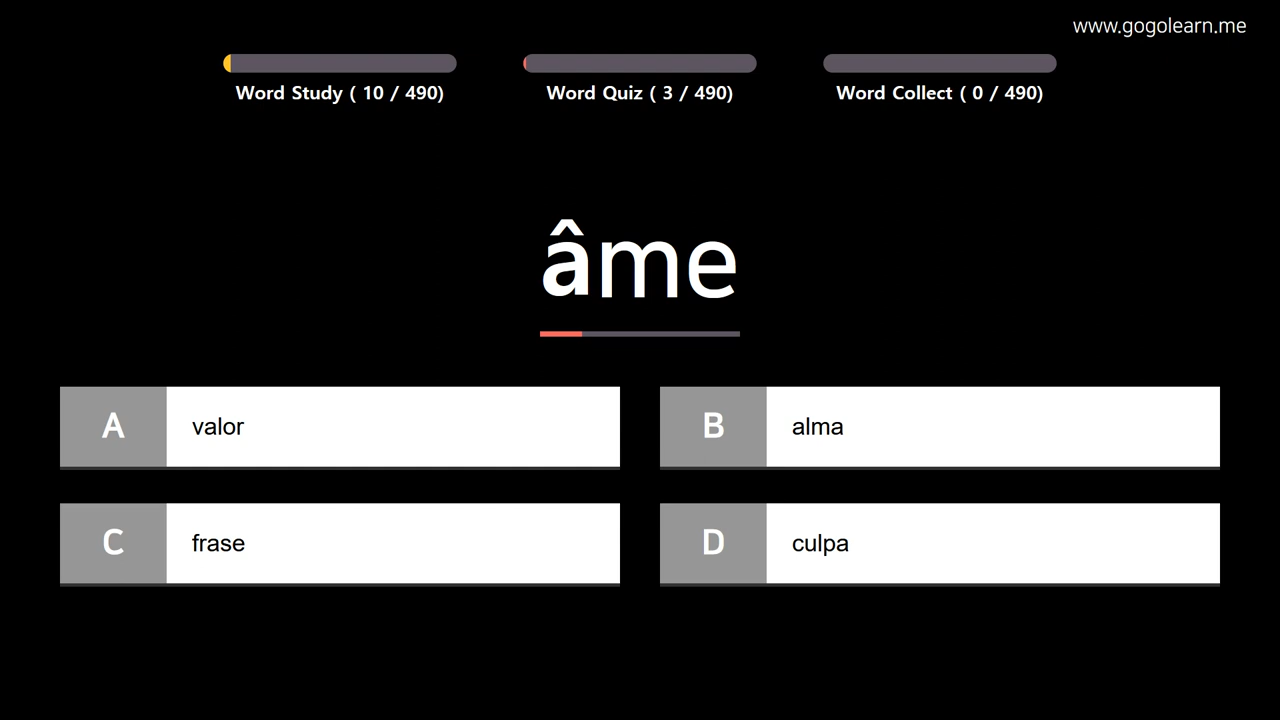 www.gogolearn.me
Word Study ( 10 / 490)
Word Quiz ( 3 / 490)
Word Collect ( 0 / 490)
âme
A valor
B alma
C frase
D culpa